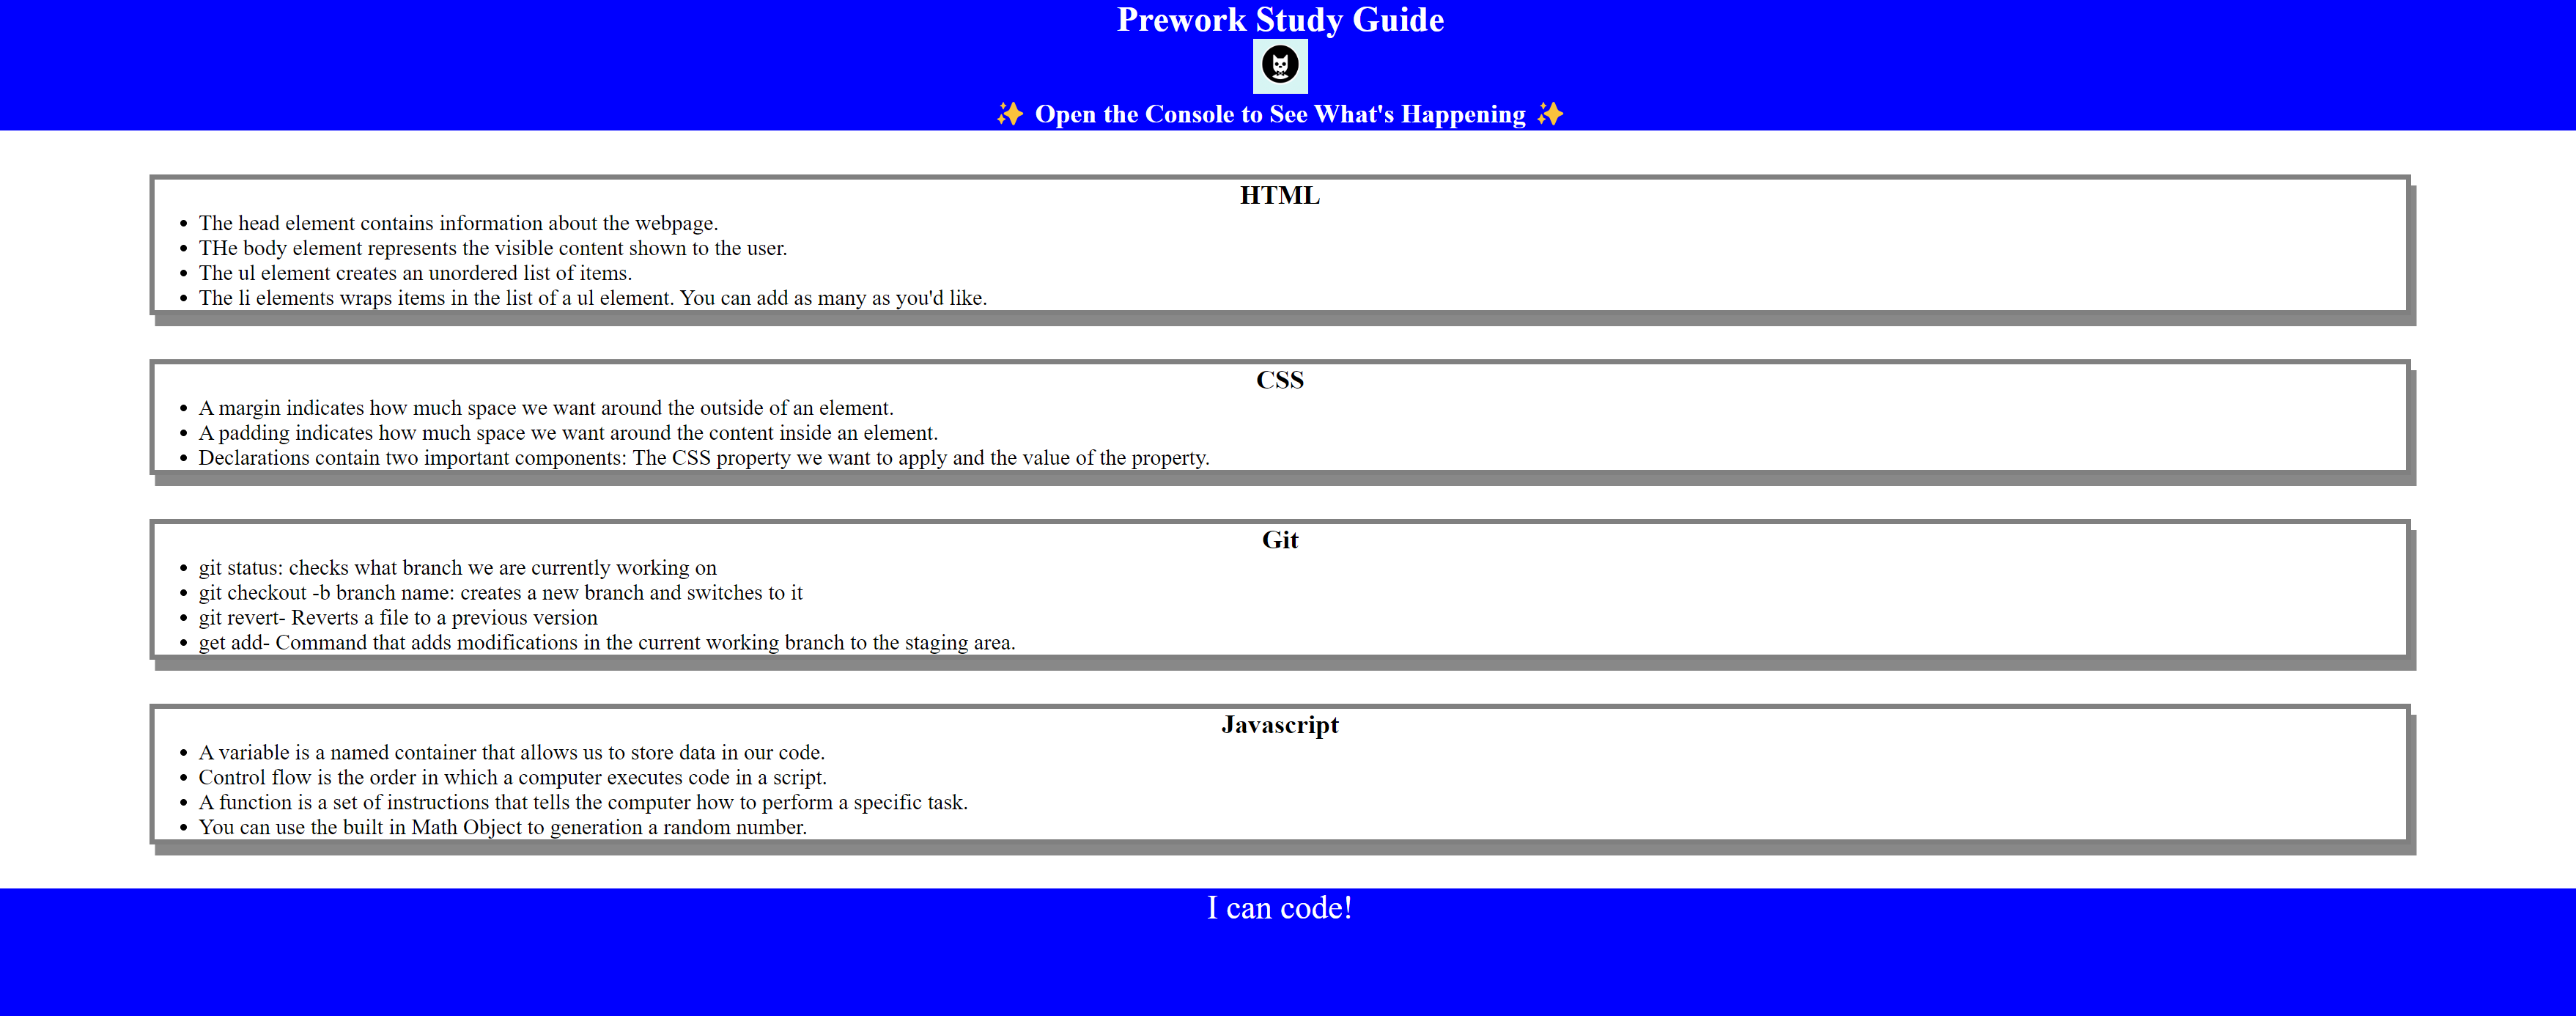 Prework Study Guide
✨ Open the Console to See What's Happening ✨
HTML
• The head element contains information about the webpage.
• THe body element represents the visible content shown to the user.
• The ul element creates an unordered list of items.
• The li elements wraps items in the list of a ul element. You can add as many as you'd like.
CSS
• A margin indicates how much space we want around the outside of an element.
• A padding indicates how much space we want around the content inside an element.
• Declarations contain two important components: The CSS property we want to apply and the value of the property.
Git
• git status: checks what branch we are currently working on
• git checkout -b branch name: creates a new branch and switches to it
• git revert- Reverts a file to a previous version
• get add- Command that adds modifications in the current working branch to the staging area.
Javascript
• A variable is a named container that allows us to store data in our code.
• Control flow is the order in which a computer executes code in a script.
• A function is a set of instructions that tells the computer how to perform a specific task.
• You can use the built in Math Object to generation a random number.
I can code!